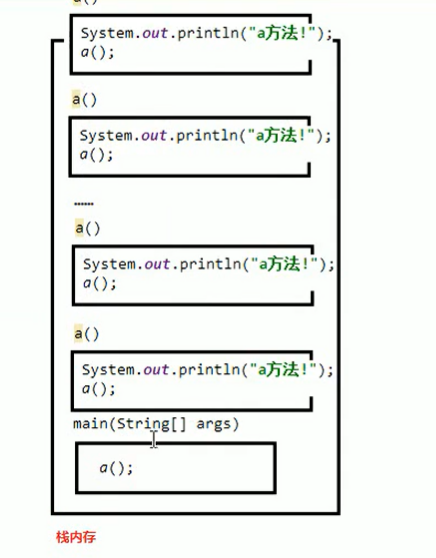 a()
System.out.println("a方法!");
a();
a()
System.out.println("a方法!");
a();
……
a()
System.out.println("a方法!");
a();
a()
System.out.println("a方法!");
a();
main(String[] args)
a();
栈内存